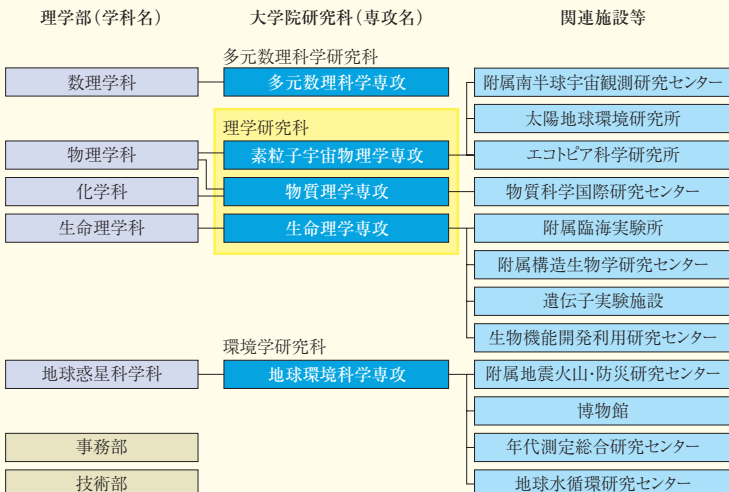 理学部（学科名）
大学院研究科（専攻名）
関連施設等
多元数理科学研究科
数理学科
多元数理科学専攻
附属南半球宇宙観測研究センター
太陽地球環境研究所
理学研究科
物理学科
素粒子宇宙物理学専攻
エコトピア科学研究所
化学科
物質理学専攻
物質科学国際研究センター
生命理学科
生命理学専攻
附属臨海実験所
附属構造生物学研究センター
遺伝子実験施設
生物機能開発利用研究センター
環境学研究科
地球惑星科学科
地球環境科学専攻
附属地震火山・防災研究センター
博物館
事務部
年代測定総合研究センター
技術部
地球水循環研究センター